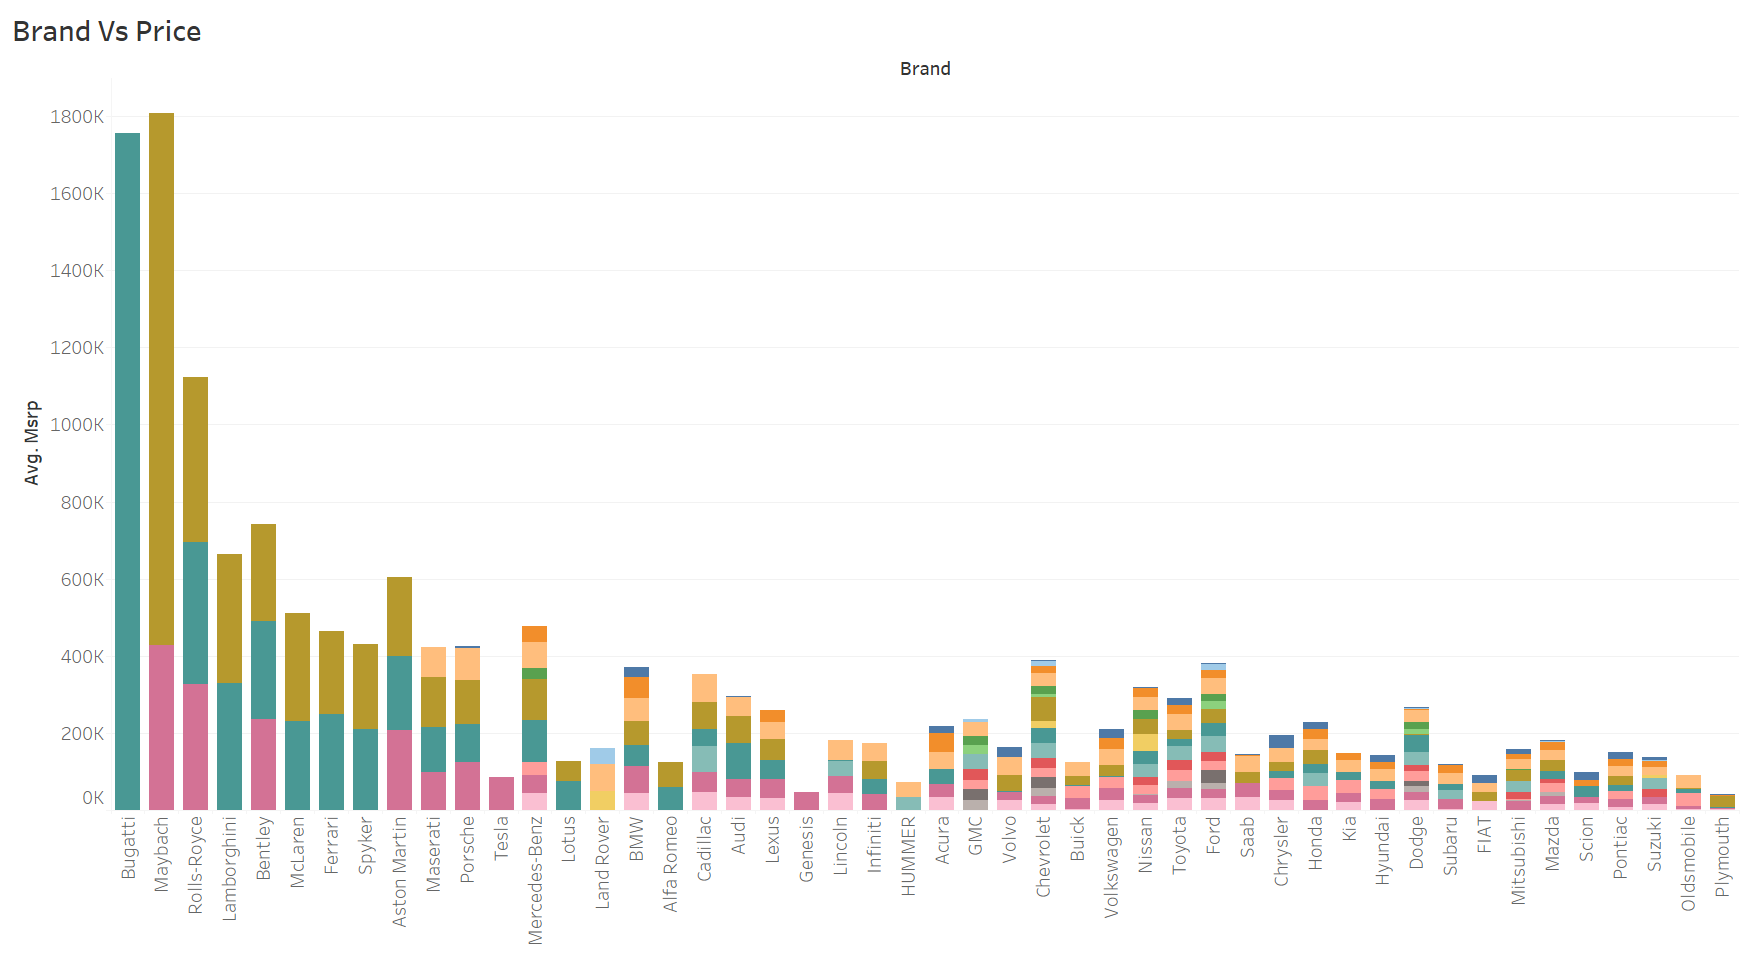 Brand Vs Price
Brand
Avg. Msrp
1800K
1600K
1400K
1200K
1000K
800K
600K
400K
200K
0K
Bugatti
Maybach
Rolls-Royce
Lamborghini
Bentley
McLaren
Ferrari
Spyker
Aston Martin
Maserati
Porsche
Tesla
Mercedes-Benz
Lotus
Land Rover
BMW
Alfa Romeo
Cadillac
Audi
Lexus
Genesis
Lincoln
Infiniti
HUMMER
Acura
GMC
Volvo
Chevrolet
Buick
Volkswagen
Nissan
Toyota
Ford
Saab
Chrysler
Honda
Kia
Hyundai
Dodge
Subaru
FIAT
Mitsubishi
Mazda
Scion
Pontiac
Suzuki
Oldsmobile
Plymouth